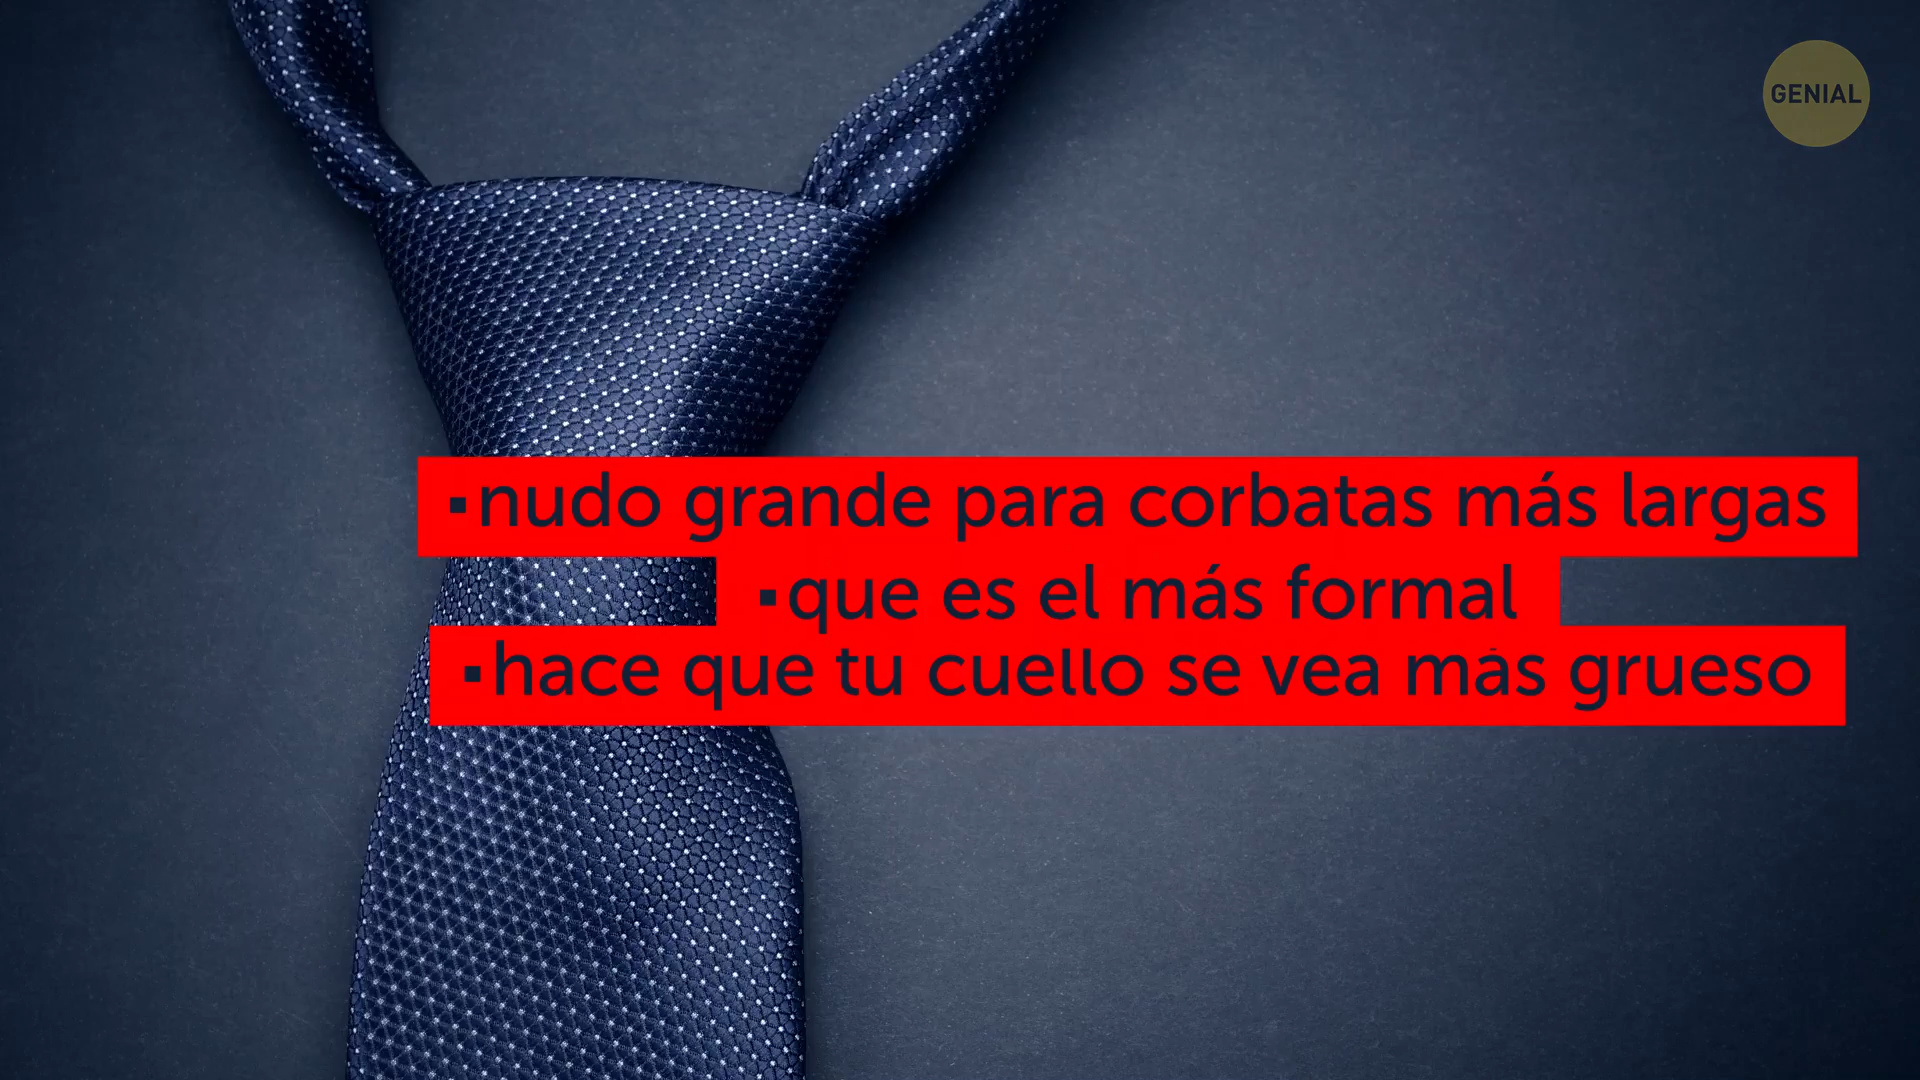 GENIAL
▪nudo grande para corbatas más largas
▪que es el más formal
▪hace que tu cuello se vea más grueso